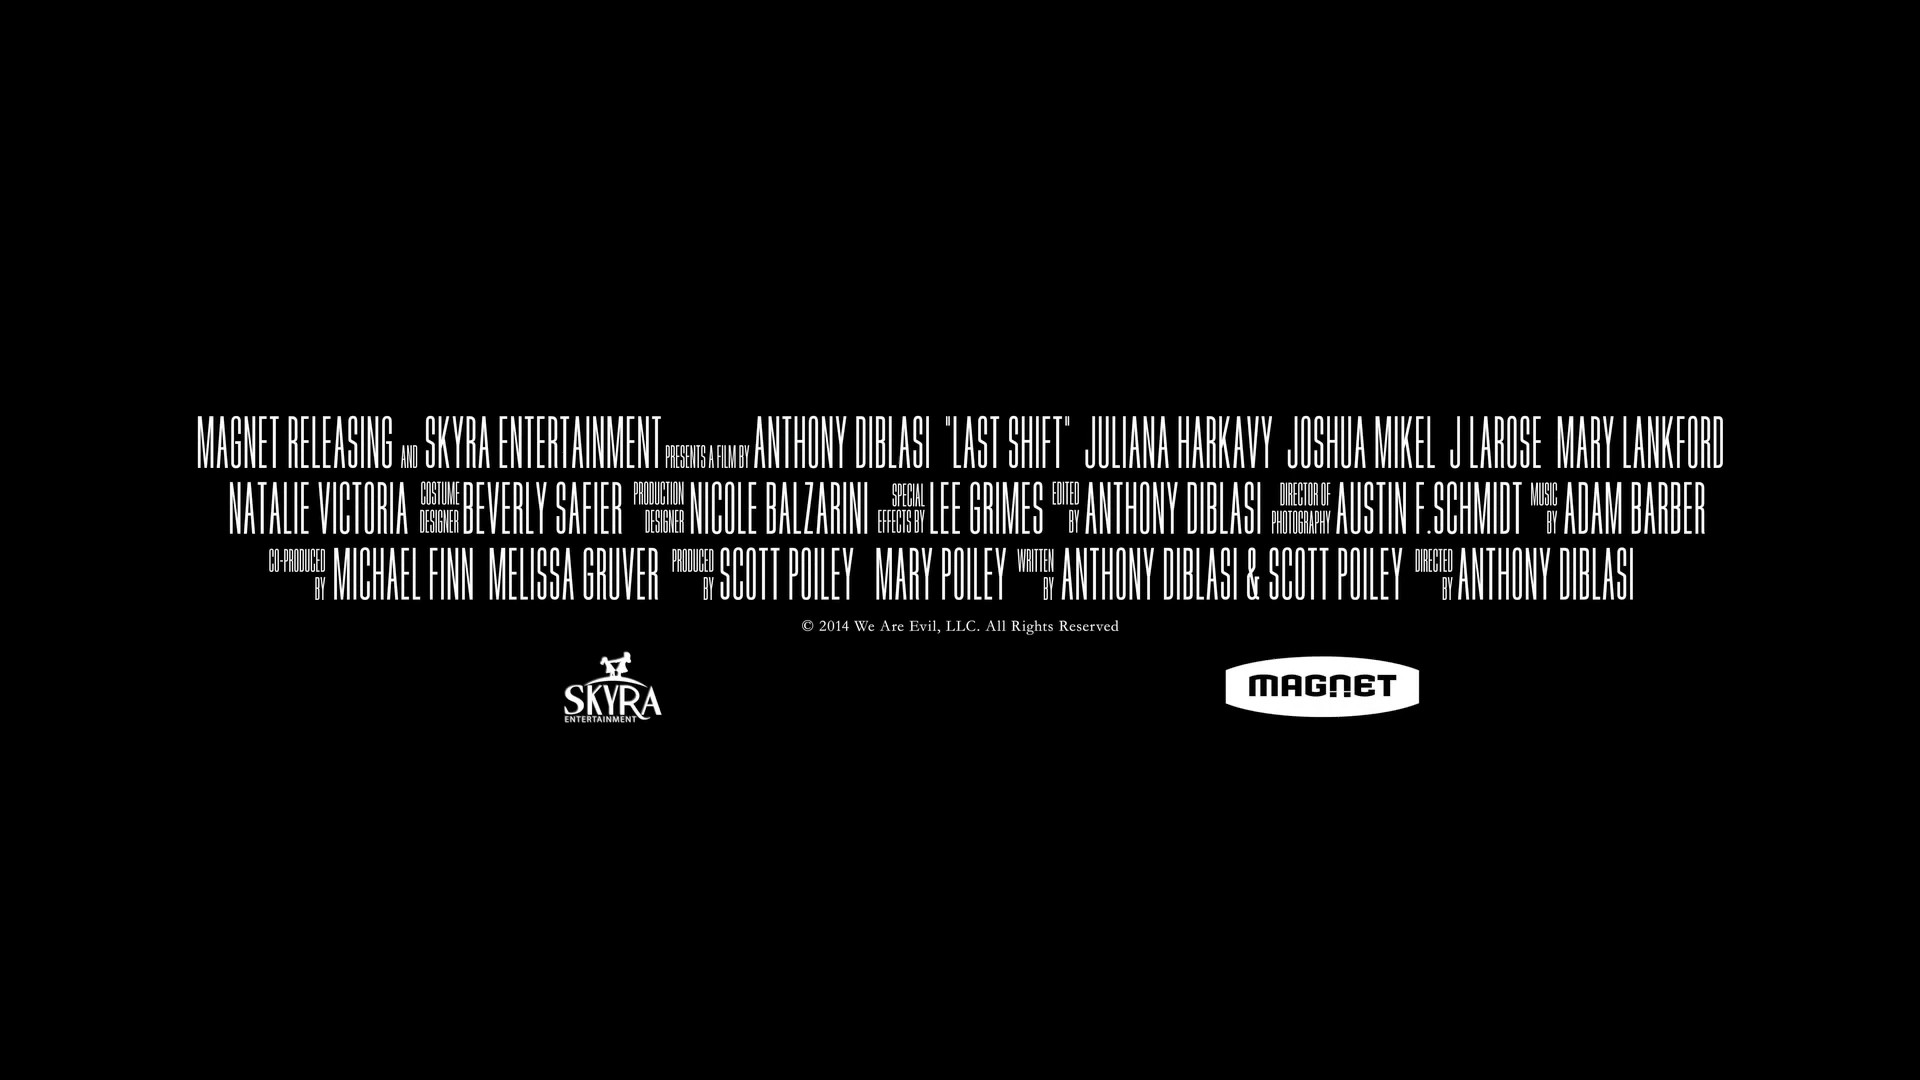 MAGNET RELEASING AND SKYRA ENTERTAINMENT PRESENTS A FILM BY ANTHONY DIBLASI "LAST SHIFT" JULIANA HARKAVY JOSHUA MIKEL J LAROSE MARY LANKFORD
NATALIE VICTORIA COSTUME DESIGNER BEVERLY SAFIER PRODUCTION DESIGNER NICOLE BALZARINI SPECIAL EFFECTS BY LEE GRIMES EDITED BY ANTHONY DIBLASI DIRECTOR OF PHOTOGRAPHY AUSTIN F.SCHMIDT MUSIC BY ADAM BARBER
CO-PRODUCED BY MICHAEL FINN MELISSA GRUVER PRODUCED BY SCOTT POILEY MARY POILEY WRITTEN BY ANTHONY DIBLASI & SCOTT POILEY DIRECTED BY ANTHONY DIBLASI
© 2014 We Are Evil, LLC. All Rights Reserved
SKYRA
ENTERTAINMENT
MAGNET